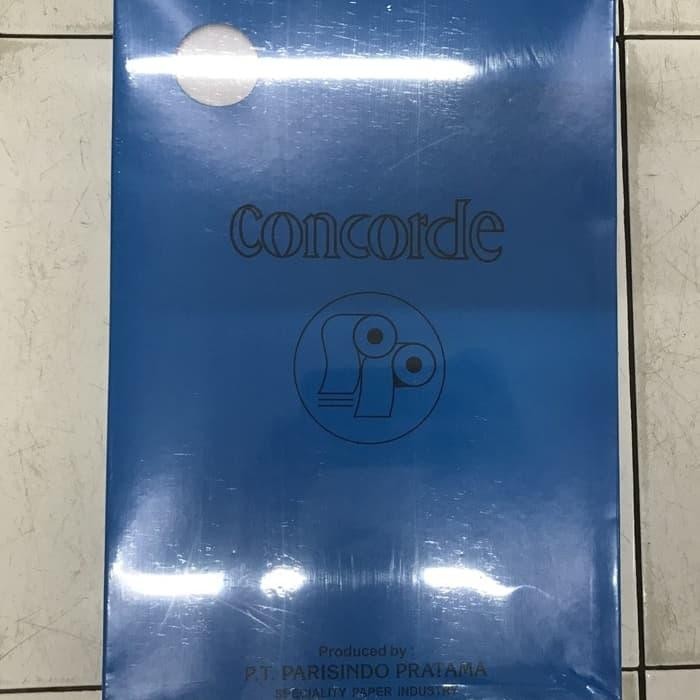 concorde
Produced by :
P.T. PARISINDO PRATAMA
SPECIALITY PAPER INDUSTRY